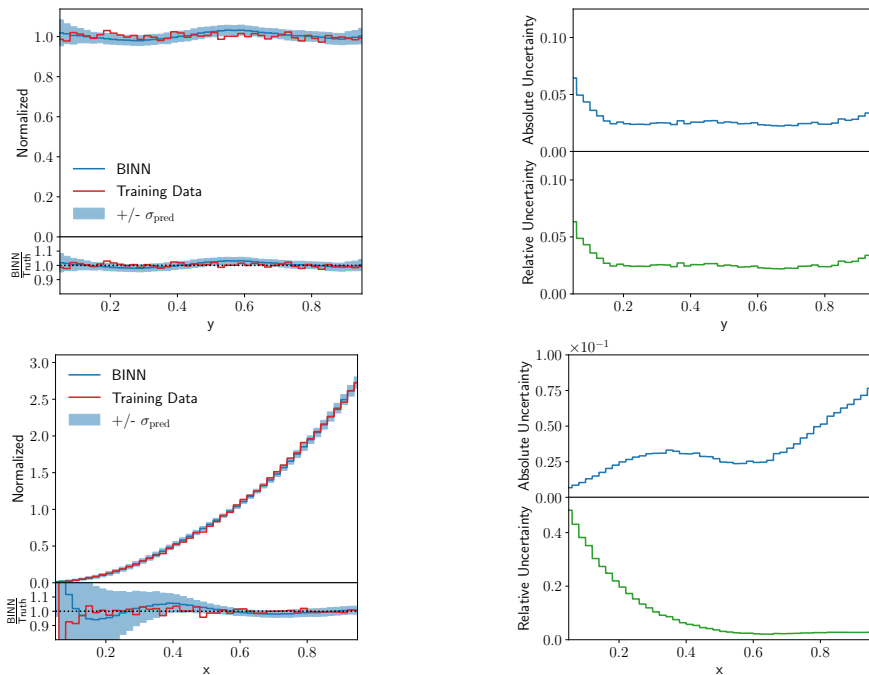 1.0
0.8
0.6
0.4
0.2
0.0
Normalized
BINN
Training Data
+/- σpred
1.1
1.0
0.9
BINN
Truth
0.2 0.4 0.6 0.8
y
0.10
0.05
0.00
Absolute Uncertainty
0.10
0.05
0.00
Relative Uncertainty
0.2 0.4 0.6 0.8
y
3.0
2.5
2.0
1.5
1.0
0.5
0.0
Normalized
BINN
Training Data
+/- σpred
1.1
1.0
0.9
BINN
Truth
0.2 0.4 0.6 0.8
x
×10⁻¹
1.00
0.75
0.50
0.25
0.00
Absolute Uncertainty
0.4
0.2
0.0
Relative Uncertainty
0.2 0.4 0.6 0.8
x